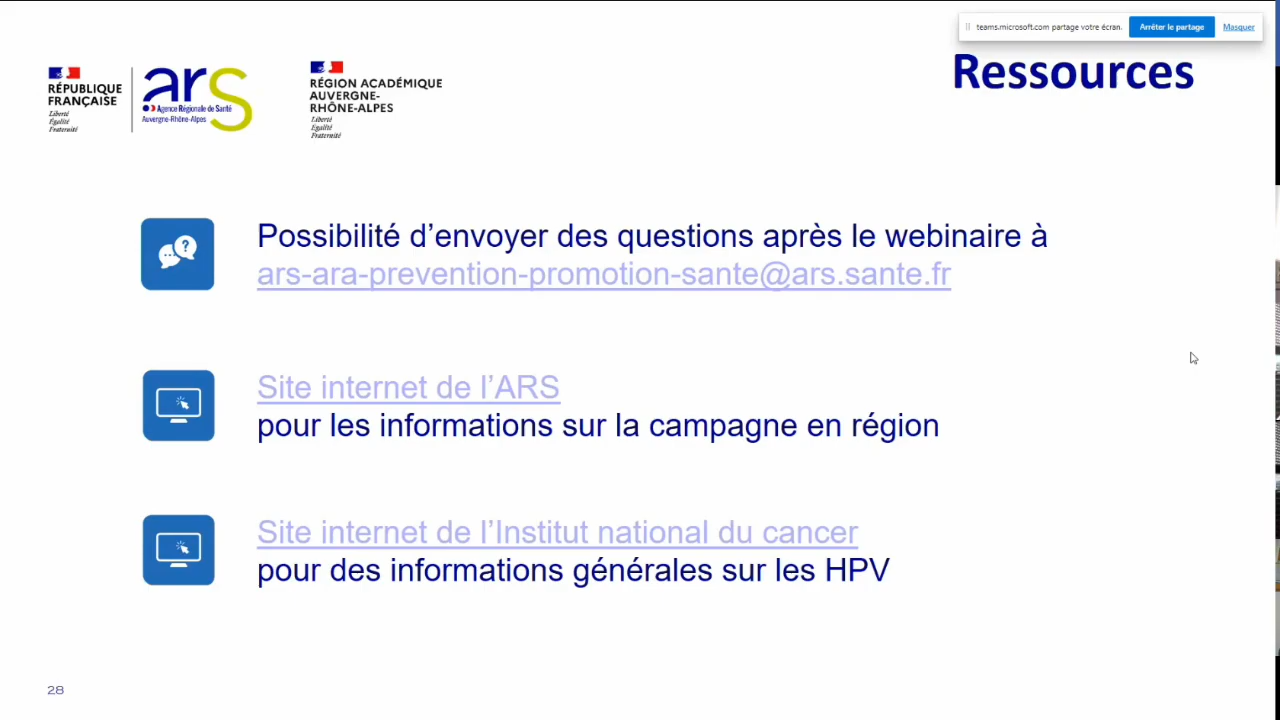 teams.microsoft.com partage votre écran.
Arrêter le partage
Masquer
Ressources
RÉPUBLIQUE
FRANÇAISE
Liberté
Égalité
Fraternité
ars
Agence Régionale de Santé
Auvergne-Rhône-Alpes
RÉGION ACADÉMIQUE
AUVERGNE-
RHÔNE-ALPES
Liberté
Égalité
Fraternité
Possibilité d’envoyer des questions après le webinaire à
ars-ara-prevention-promotion-sante@ars.sante.fr
Site internet de l’ARS
pour les informations sur la campagne en région
Site internet de l’Institut national du cancer
pour des informations générales sur les HPV
28